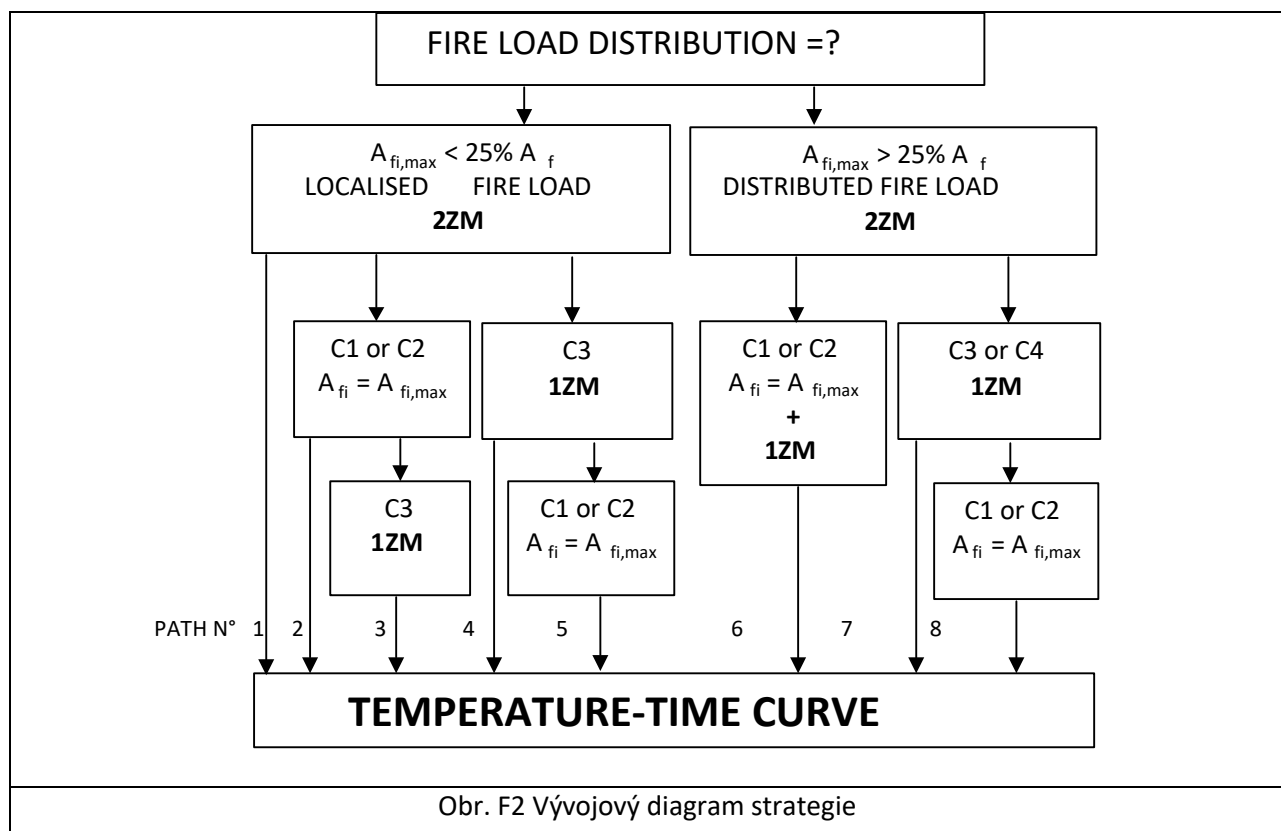 FIRE LOAD DISTRIBUTION =?
A fi,max < 25% A f
LOCALISED FIRE LOAD
2ZM
A fi,max > 25% A f
DISTRIBUTED FIRE LOAD
2ZM
C1 or C2
A fi = A fi,max
C3
1ZM
C1 or C2
A fi = A fi,max
+
1ZM
C3 or C4
1ZM
C3
1ZM
C1 or C2
A fi = A fi,max
C1 or C2
A fi = A fi,max
PATH N° 1 2 3 4 5 6 7 8
TEMPERATURE-TIME CURVE
Obr. F2 Vývojový diagram strategie